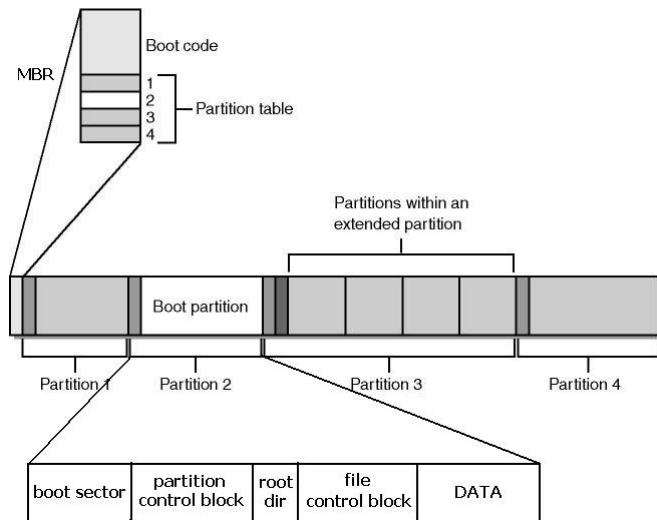 Boot code
MBR
1
2
3
4
Partition table
Partitions within an
extended partition
Boot partition
Partition 1
Partition 2
Partition 3
Partition 4
boot sector
partition
control block
root
dir
file
control block
DATA